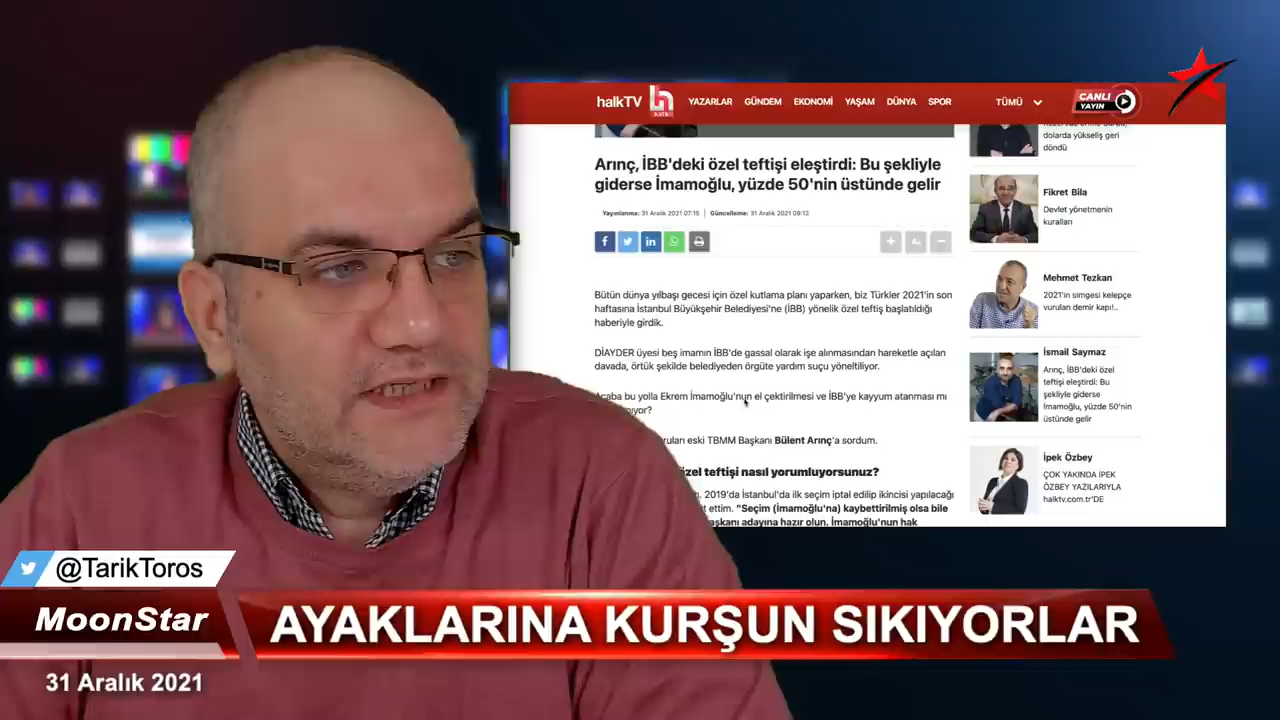 halkTV
YAZARLAR GÜNDEM EKONOMİ YAŞAM DÜNYA SPOR
TÜMÜ
CANLI
YAYIN
Arınç, İBB'deki özel teftişi eleştirdi: Bu şekliyle
giderse İmamoğlu, yüzde 50'nin üstünde gelir
Yayınlanma: 31 Aralık 2021 07:15 | Güncelleme: 31 Aralık 2021 09:12
Bütün dünya yılbaşı gecesi için özel kutlama planı yaparken, biz Türkler 2021'in son
haftasına İstanbul Büyükşehir Belediyesi'ne (İBB) yönelik özel teftiş başlatıldığı
haberiyle girdik.
DİAYDER üyesi beş imamın İBB'de gassal olarak işe alınmasından hareketle açılan
davada, örtük şekilde belediyeden örgüte yardım suçu yöneltiliyor.
Acaba bu yolla Ekrem İmamoğlu'nun el çektirilmesi ve İBB'ye kayyum atanması mı
eski TBMM Başkanı Bülent Arınç'a sordum.
teftişi nasıl yorumluyorsunuz?
2019'da İstanbul'da ilk seçim iptal edilip ikincisi yapılacağı
ettim. "Seçim (İmamoğlu'na) kaybettirilmiş olsa bile
adayına hazır olun. İmamoğlu'nun hak
dolarda yükseliş geri
döndü
Fikret Bila
Devlet yönetmenin
kuralları
Mehmet Tezkan
2021'in simgesi kelepçe
vurulan demir kapı!..
İsmail Saymaz
Arınç, İBB'deki özel
teftişi eleştirdi: Bu
şekliyle giderse
İmamoğlu, yüzde 50'nin
üstünde gelir
İpek Özbey
ÇOK YAKINDA İPEK
ÖZBEY YAZILARIYLA
halktv.com.tr'DE
@TarikToros
MoonStar
AYAKLARINA KURŞUN SIKIYORLAR
31 Aralık 2021